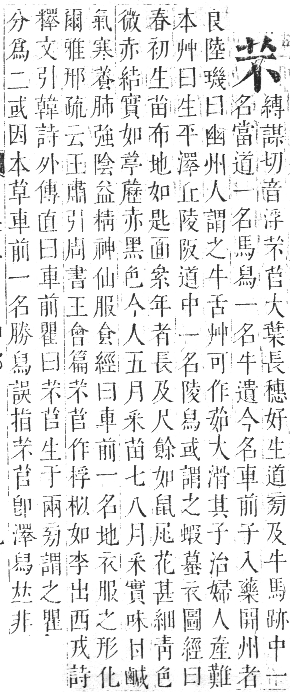 芣
縛謀切音浮芣苢大葉長穗好生道旁及牛馬跡中一
名當道一名馬舄一名牛遺今名車前子入藥開州者
良陸璣曰幽州人謂之牛舌艸可作茹大滑其子治婦人產難
本艸曰生平澤丘陵阪道中一名陵舄或謂之蝦蟇衣圖經曰
春初生苗布地如匙面累年者長及尺餘如鼠尾花甚細靑色
微赤結實如葶藶赤黑色今人五月采苗七八月采實味甘鹹
氣寒養肺強陰益精神仙服食經曰車前一名地衣服之形化
爾雅邢疏云王肅引周書王會篇芣苢作桴苡如李出西戎詩
釋文引韓詩外傳直曰車前瞿曰芣苢生于兩旁謂之瞿
分爲二或因本草車前一名勝舄誤指芣苢卽澤舄𠀤非